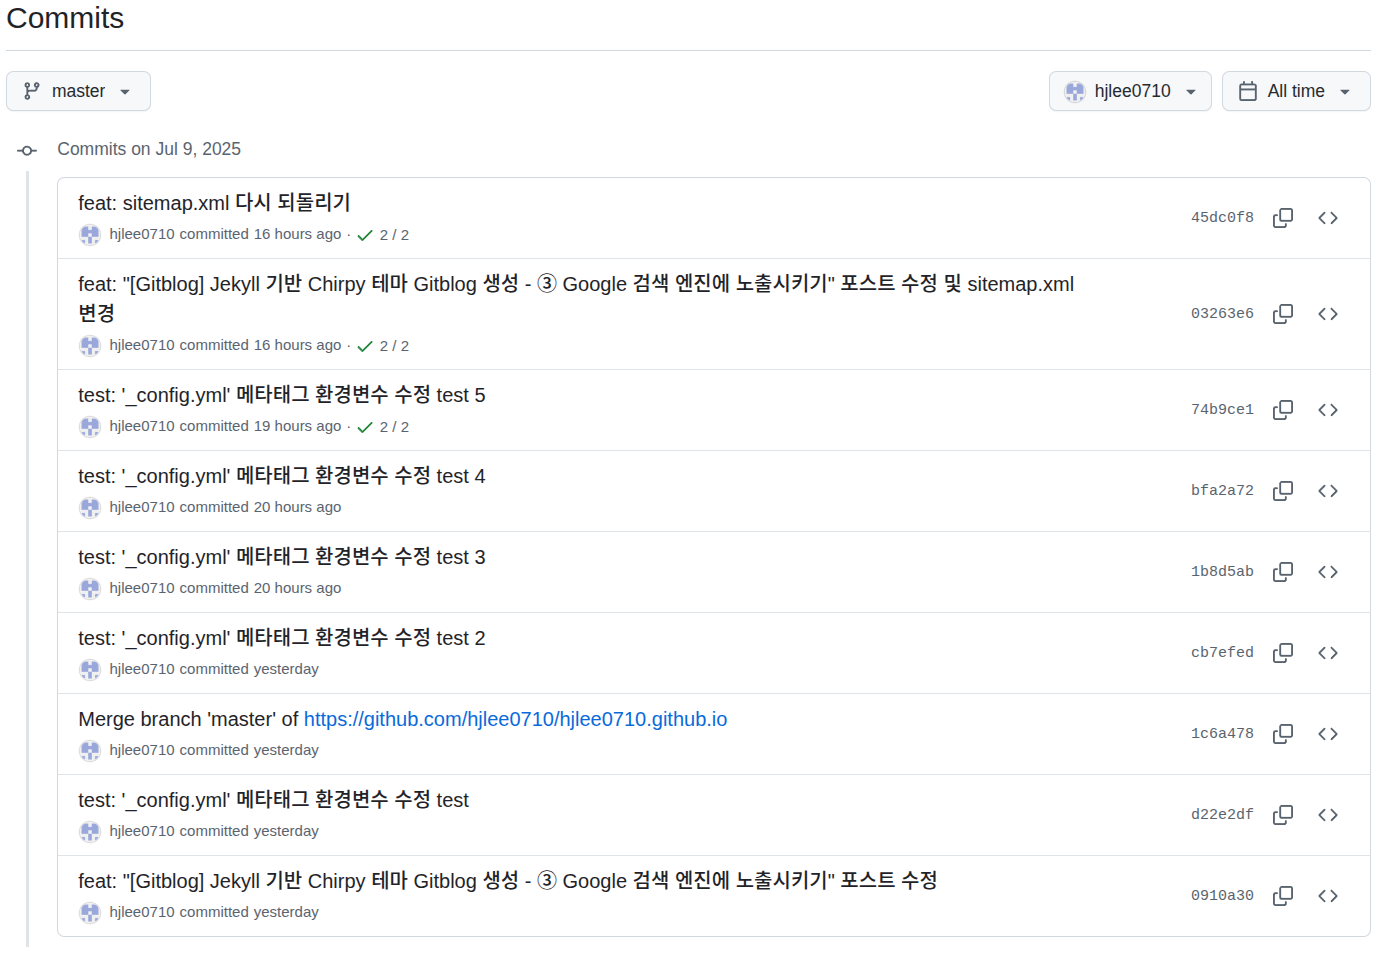 Commits
master
hjlee0710
All time
Commits on Jul 9, 2025
feat: sitemap.xml 다시 되돌리기
hjlee0710 committed 16 hours ago · 2 / 2
45dc0f8
feat: "[Gitblog] Jekyll 기반 Chirpy 테마 Gitblog 생성 - ③ Google 검색 엔진에 노출시키기" 포스트 수정 및 sitemap.xml
변경
hjlee0710 committed 16 hours ago · 2 / 2
03263e6
test: '_config.yml' 메타태그 환경변수 수정 test 5
hjlee0710 committed 19 hours ago · 2 / 2
74b9ce1
test: '_config.yml' 메타태그 환경변수 수정 test 4
hjlee0710 committed 20 hours ago
bfa2a72
test: '_config.yml' 메타태그 환경변수 수정 test 3
hjlee0710 committed 20 hours ago
1b8d5ab
test: '_config.yml' 메타태그 환경변수 수정 test 2
hjlee0710 committed yesterday
cb7efed
Merge branch 'master' of https://github.com/hjlee0710/hjlee0710.github.io
hjlee0710 committed yesterday
1c6a478
test: '_config.yml' 메타태그 환경변수 수정 test
hjlee0710 committed yesterday
d22e2df
feat: "[Gitblog] Jekyll 기반 Chirpy 테마 Gitblog 생성 - ③ Google 검색 엔진에 노출시키기" 포스트 수정
hjlee0710 committed yesterday
0910a30